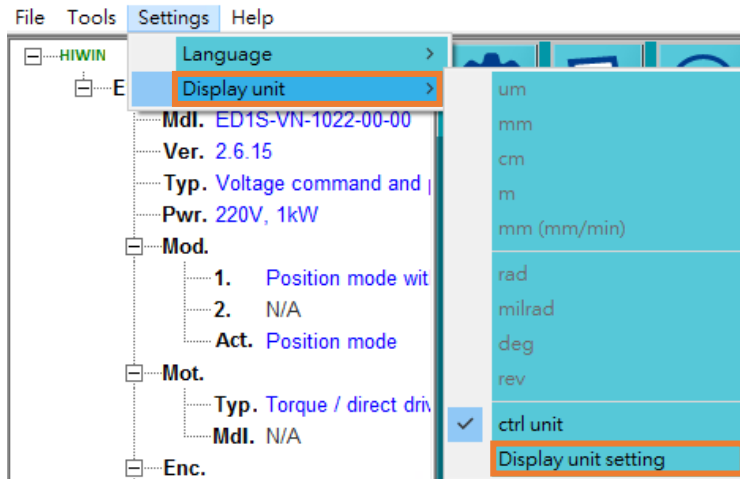 File Tools Settings Help
HIWIN
Language
E
Display unit
um
Mdl. ED1S-VN-1022-00-00
mm
Ver. 2.6.15
cm
Typ. Voltage command and
m
Pwr. 220V, 1kW
mm (mm/min)
Mod.
1. Position mode wit
rad
2. N/A
milrad
Act. Position mode
deg
Mot.
rev
Typ. Torque / direct driv
ctrl unit
Mdl. N/A
Display unit setting
Enc.